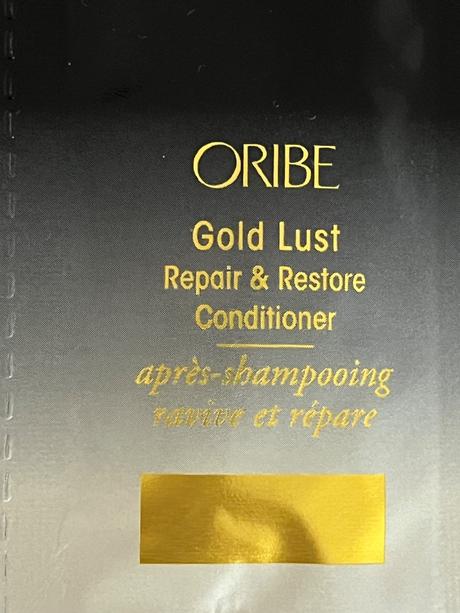 ORIBE
Gold Lust
Repair & Restore
Conditioner
après-shampooing
ravive et répare